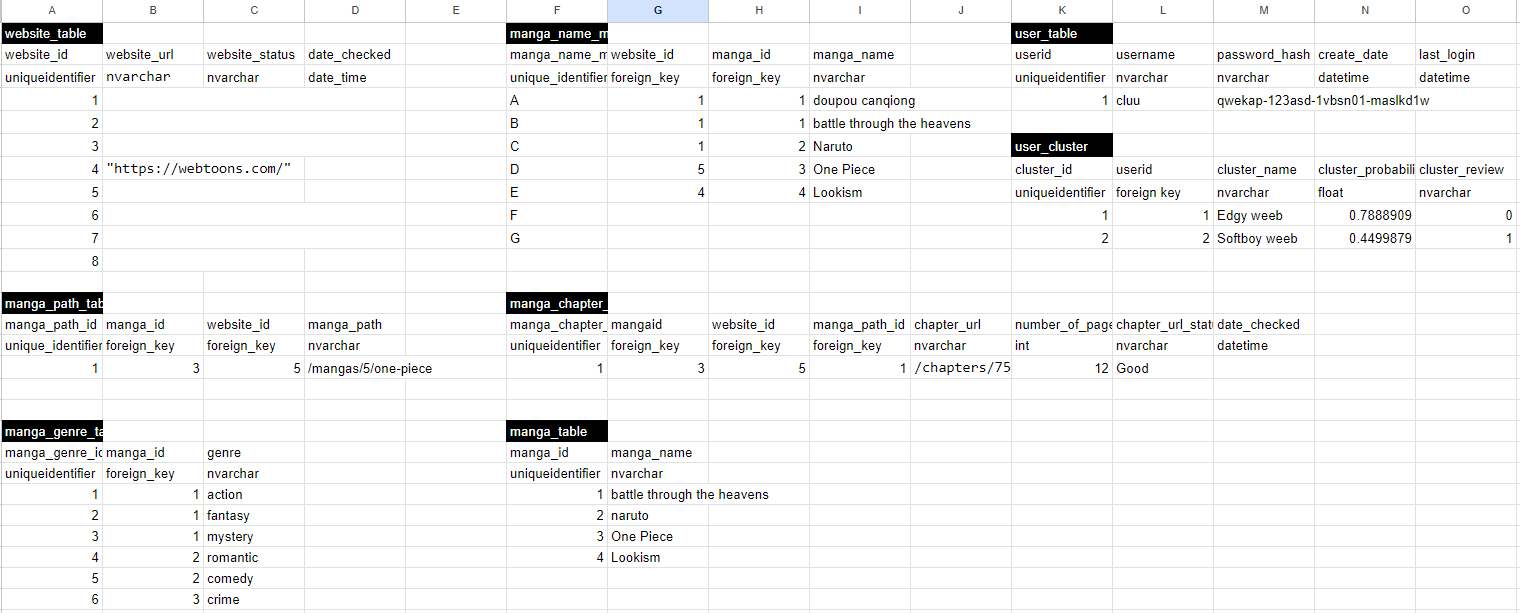 A B C D E F G H I J K L M N O
website_table manga_name_m user_table
website_id website_url website_status date_checked manga_name_m website_id manga_id manga_name userid username password_hash create_date last_login
uniqueidentifier nvarchar nvarchar date_time unique_identifier foreign_key foreign_key nvarchar uniqueidentifier nvarchar nvarchar datetime datetime
1 A 1 1 doupou canqiong 1 cluu qwekap-123asd-1vbsn01-maslkd1w
2 B 1 1 battle through the heavens
3 C 1 2 Naruto user_cluster
4 "https://webtoons.com/" D 5 3 One Piece cluster_id userid cluster_name cluster_probabili cluster_review
5 E 4 4 Lookism uniqueidentifier foreign key nvarchar float nvarchar
6 F 1 1 Edgy weeb 0.7888909 0
7 G 2 2 Softboy weeb 0.4499879 1
8
manga_path_tab manga_chapter_
manga_path_id manga_id website_id manga_path manga_chapter_ mangaid website_id manga_path_id chapter_url number_of_page chapter_url_statu date_checked
unique_identifier foreign_key foreign_key nvarchar uniqueidentifier foreign_key foreign_key foreign_key nvarchar int nvarchar datetime
1 3 5 /mangas/5/one-piece 1 3 5 1 /chapters/75 12 Good
manga_genre_ta manga_table
manga_genre_id manga_id genre manga_id manga_name
uniqueidentifier foreign_key nvarchar uniqueidentifier nvarchar
1 1 action 1 battle through the heavens
2 1 fantasy 2 naruto
3 1 mystery 3 One Piece
4 2 romantic 4 Lookism
5 2 comedy
6 3 crime